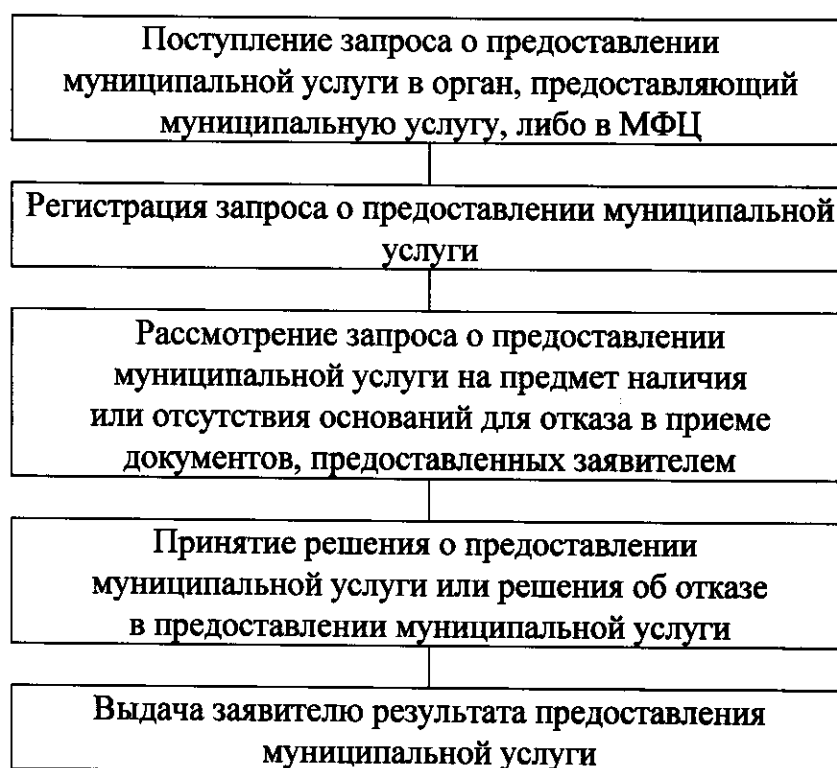 Поступление запроса о предоставлении
муниципальной услуги в орган, предоставляющий
муниципальную услугу, либо в МФЦ
Регистрация запроса о предоставлении муниципальной
услуги
Рассмотрение запроса о предоставлении
муниципальной услуги на предмет наличия
или отсутствия оснований для отказа в приеме
документов, предоставленных заявителем
Принятие решения о предоставлении
муниципальной услуги или решения об отказе
в предоставлении муниципальной услуги
Выдача заявителю результата предоставления
муниципальной услуги